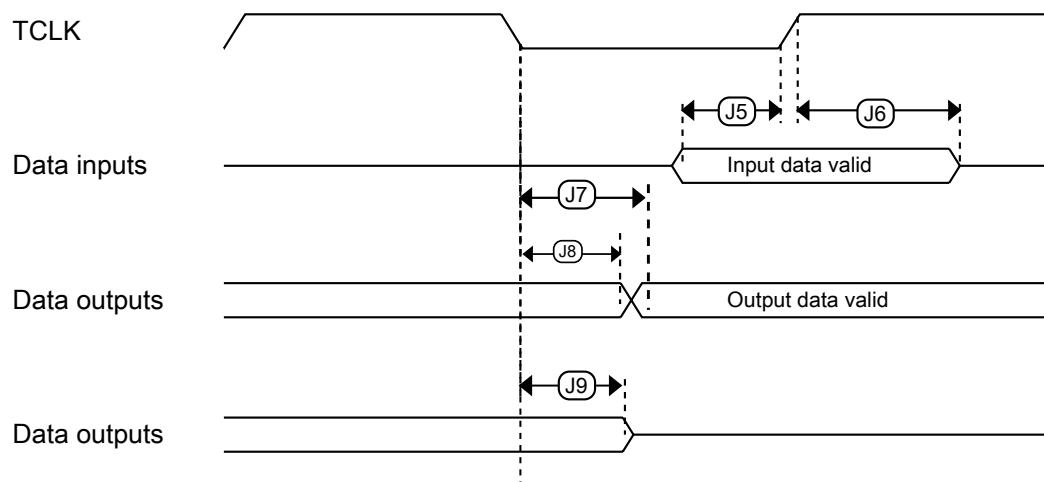 TCLK
J5
J6
Data inputs
Input data valid
J7
J8
Data outputs
Output data valid
J9
Data outputs